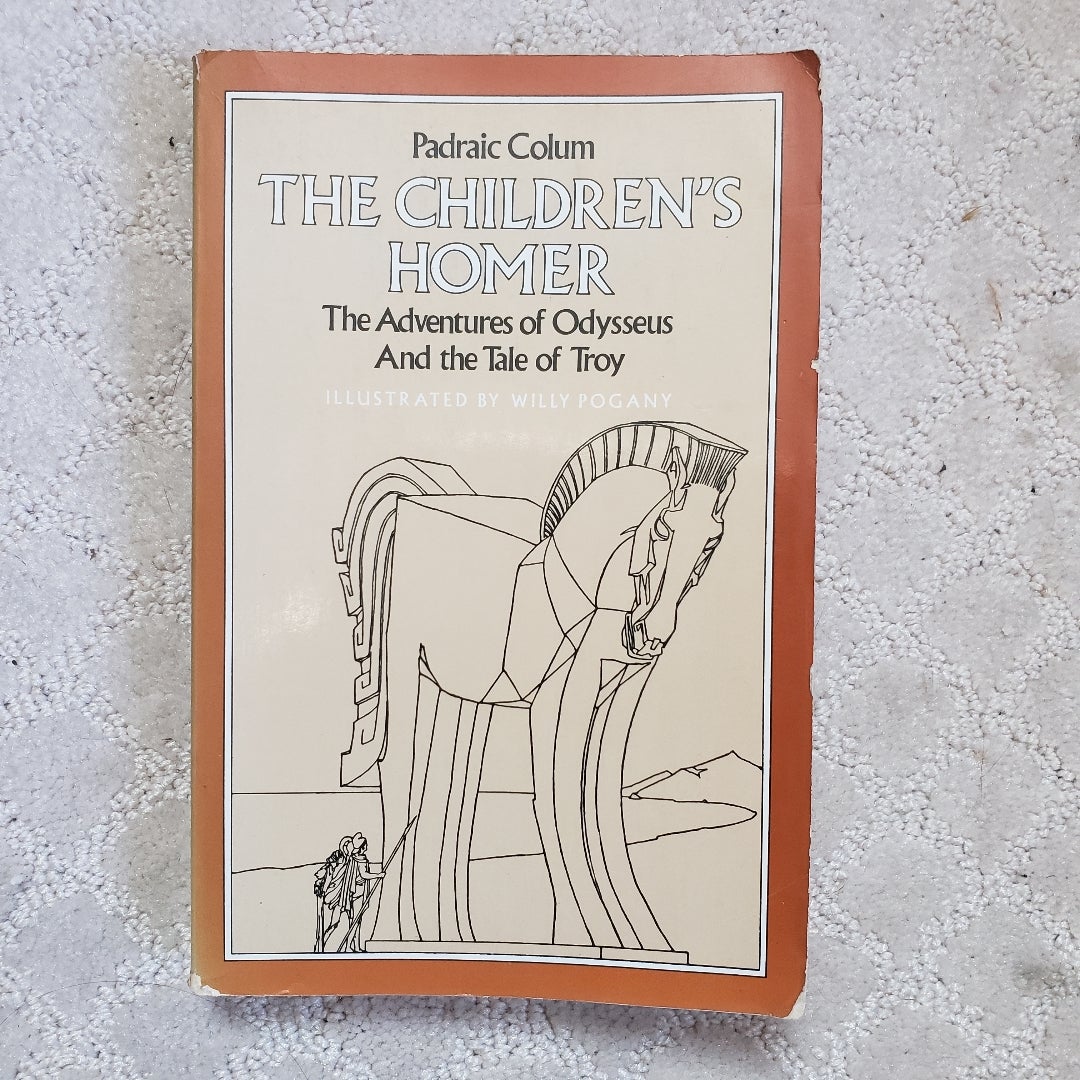 Padraic Colum
THE CHILDREN'S
HOMER
The Adventures of Odysseus
And the Tale of Troy
ILLUSTRATED BY WILLY POGANY